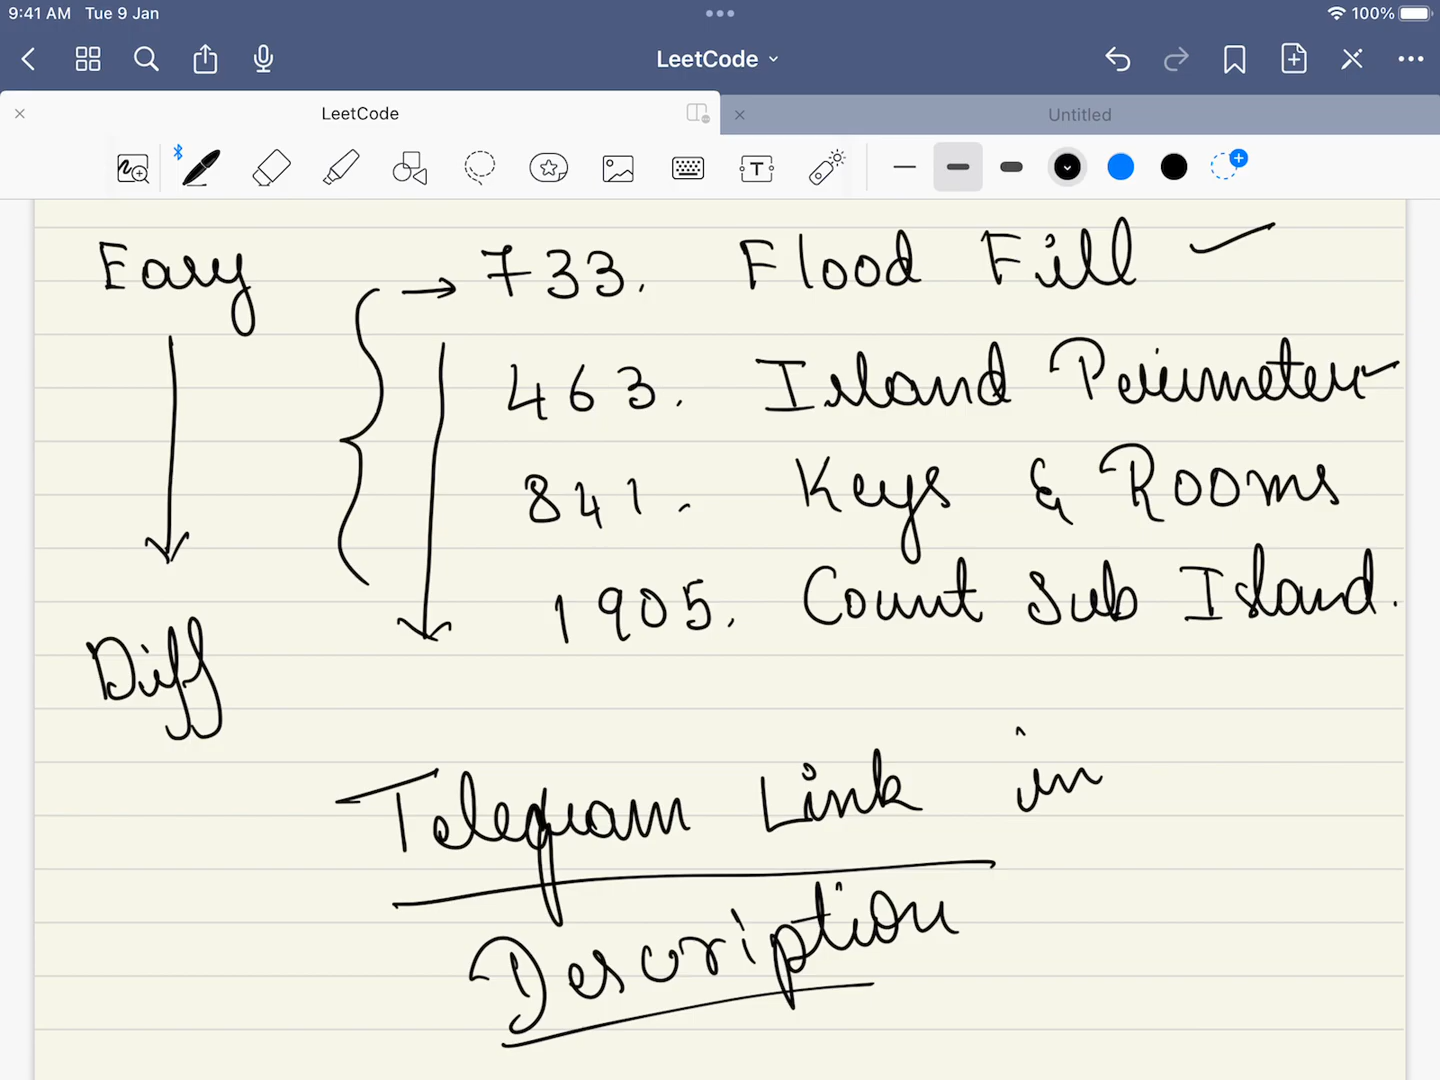 9:41 AM Tue 9 Jan
100%
LeetCode
LeetCode
Untitled
T
Easy → 733. Flood Fill
463. Island Perimeter
841. Keys & Rooms
1905. Count Sub Island.
Diff
Telegram Link in
Description